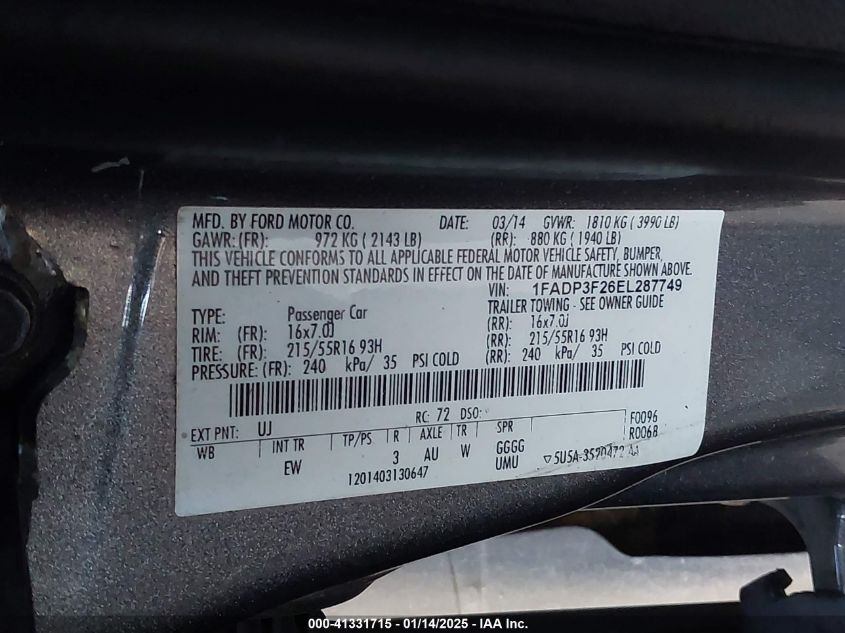 MFD. BY FORD MOTOR CO. DATE: 03/14 GVWR: 1810 KG ( 3990 LB)
GAWR: (FR): 972 KG ( 2143 LB) (RR): 880 KG ( 1940 LB)
THIS VEHICLE CONFORMS TO ALL APPLICABLE FEDERAL MOTOR VEHICLE SAFETY, BUMPER,
AND THEFT PREVENTION STANDARDS IN EFFECT ON THE DATE OF MANUFACTURE SHOWN ABOVE.
VIN: 1FADP3F26EL287749
TYPE: Passenger Car TRAILER TOWING - SEE OWNER GUIDE
RIM: (FR): 16x7.0J (RR): 16x7.0J
TIRE: (FR): 215/55R16 93H (RR): 215/55R16 93H
PRESSURE: (FR): 240 kPa/ 35 PSI COLD (RR): 240 kPa/ 35 PSI COLD
RC: 72 DSO:
EXT PNT: UJ F0096
WB INT TR TP/PS R AXLE TR SPR R0068
EW 3 AU W GGGG
UMU
1201403130647